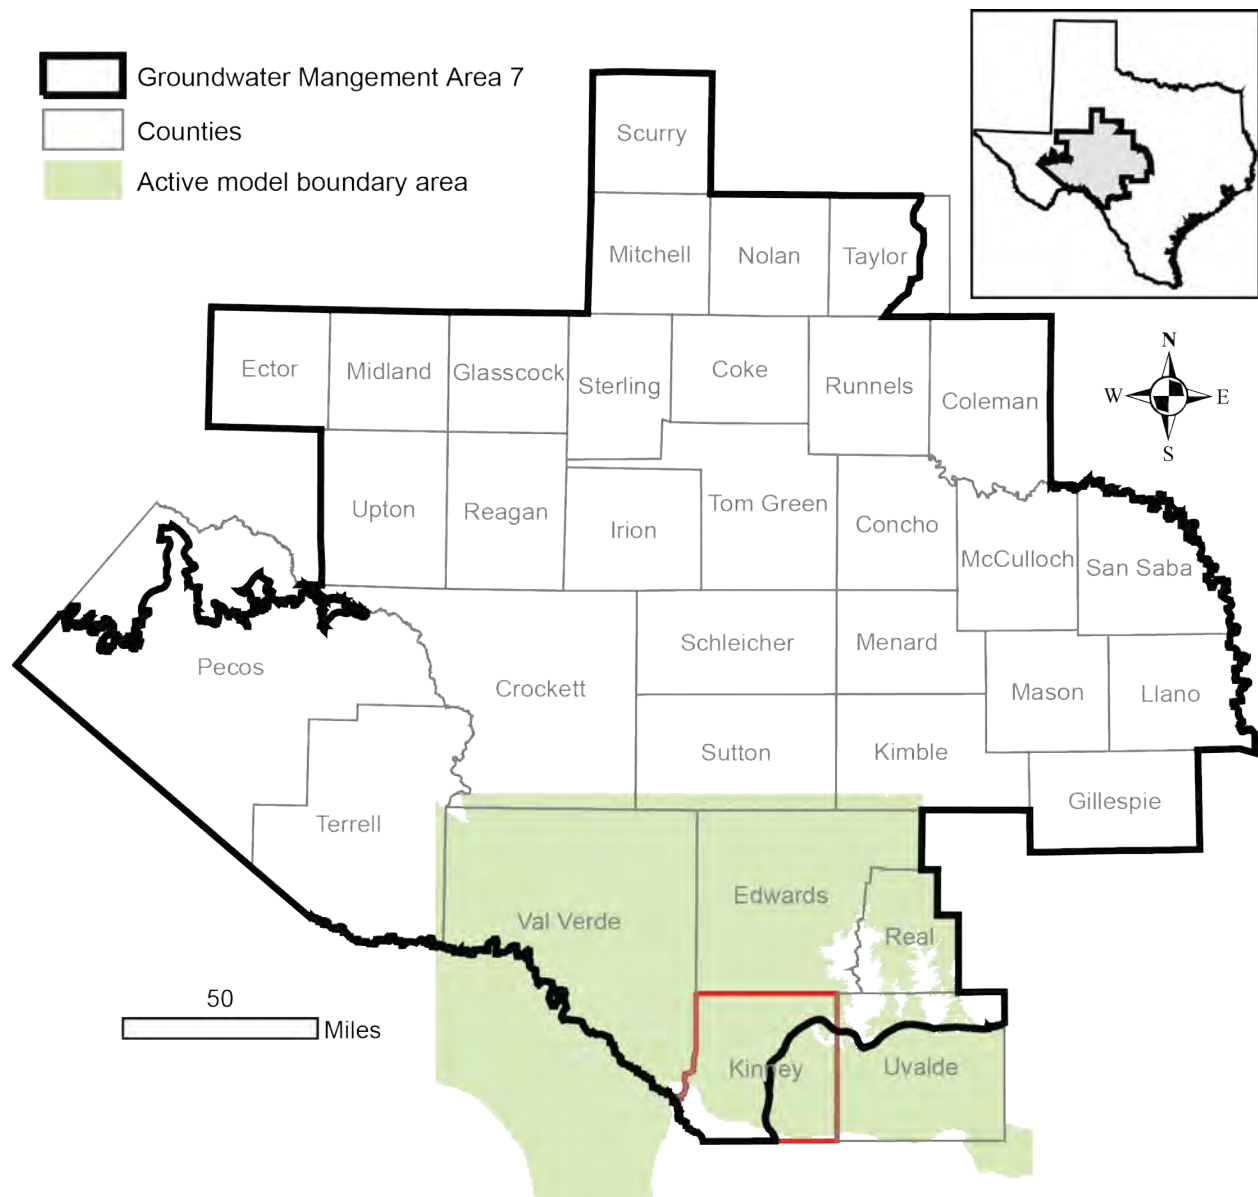 Groundwater Mangement Area 7
Counties
Active model boundary area
Scurry
Mitchell
Nolan
Taylor
Ector
Midland
Glasscock
Sterling
Coke
Runnels
Coleman
N
W
E
S
Upton
Reagan
Irion
Tom Green
Concho
McCulloch
San Saba
Pecos
Crockett
Schleicher
Menard
Mason
Llano
Sutton
Kimble
Gillespie
Terrell
Val Verde
Edwards
Real
50
Miles
Kinney
Uvalde